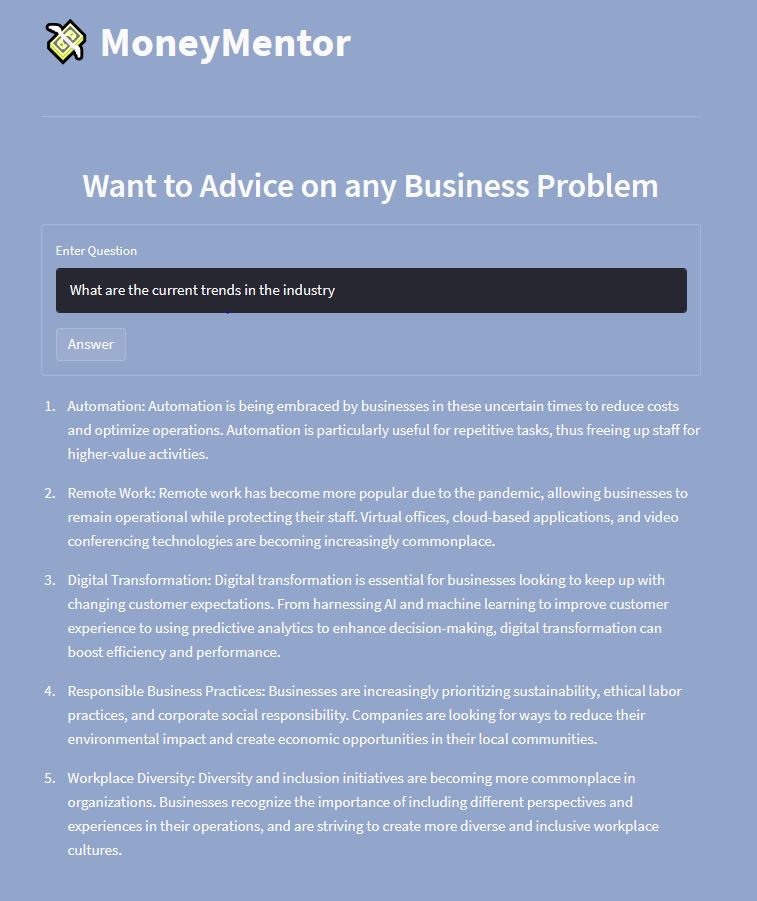 MoneyMentor
Want to Advice on any Business Problem
Enter Question
What are the current trends in the industry
Answer
1. Automation: Automation is being embraced by businesses in these uncertain times to reduce costs
and optimize operations. Automation is particularly useful for repetitive tasks, thus freeing up staff for
higher-value activities.
2. Remote Work: Remote work has become more popular due to the pandemic, allowing businesses to
remain operational while protecting their staff. Virtual offices, cloud-based applications, and video
conferencing technologies are becoming increasingly commonplace.
3. Digital Transformation: Digital transformation is essential for businesses looking to keep up with
changing customer expectations. From harnessing AI and machine learning to improve customer
experience to using predictive analytics to enhance decision-making, digital transformation can
boost efficiency and performance.
4. Responsible Business Practices: Businesses are increasingly prioritizing sustainability, ethical labor
practices, and corporate social responsibility. Companies are looking for ways to reduce their
environmental impact and create economic opportunities in their local communities.
5. Workplace Diversity: Diversity and inclusion initiatives are becoming more commonplace in
organizations. Businesses recognize the importance of including different perspectives and
experiences in their operations, and are striving to create more diverse and inclusive workplace
cultures.